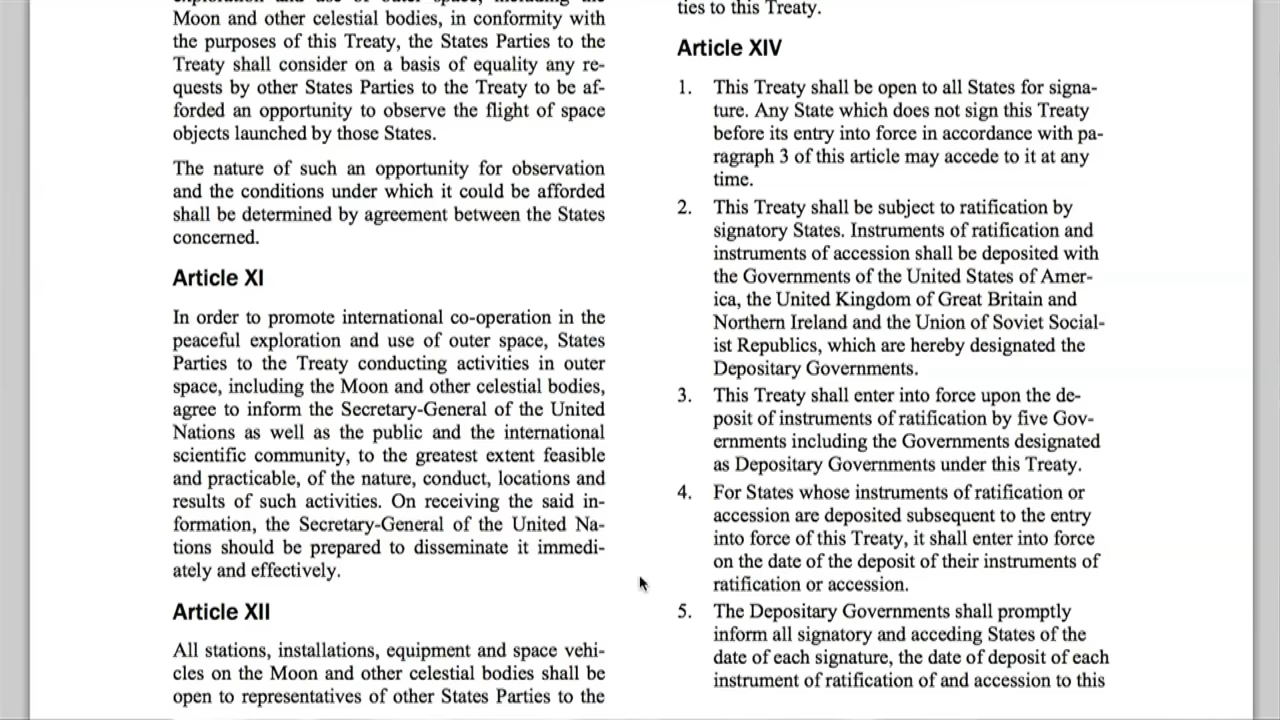 Moon and other celestial bodies, in conformity with
the purposes of this Treaty, the States Parties to the
Treaty shall consider on a basis of equality any re-
quests by other States Parties to the Treaty to be af-
forded an opportunity to observe the flight of space
objects launched by those States.
The nature of such an opportunity for observation
and the conditions under which it could be afforded
shall be determined by agreement between the States
concerned.
Article XI
In order to promote international co-operation in the
peaceful exploration and use of outer space, States
Parties to the Treaty conducting activities in outer
space, including the Moon and other celestial bodies,
agree to inform the Secretary-General of the United
Nations as well as the public and the international
scientific community, to the greatest extent feasible
and practicable, of the nature, conduct, locations and
results of such activities. On receiving the said in-
formation, the Secretary-General of the United Na-
tions should be prepared to disseminate it immedi-
ately and effectively.
Article XII
All stations, installations, equipment and space vehi-
cles on the Moon and other celestial bodies shall be
open to representatives of other States Parties to the
ties to this Treaty.
Article XIV
1. This Treaty shall be open to all States for signa-
ture. Any State which does not sign this Treaty
before its entry into force in accordance with pa-
ragraph 3 of this article may accede to it at any
time.
2. This Treaty shall be subject to ratification by
signatory States. Instruments of ratification and
instruments of accession shall be deposited with
the Governments of the United States of Amer-
ica, the United Kingdom of Great Britain and
Northern Ireland and the Union of Soviet Social-
ist Republics, which are hereby designated the
Depositary Governments.
3. This Treaty shall enter into force upon the de-
posit of instruments of ratification by five Gov-
ernments including the Governments designated
as Depositary Governments under this Treaty.
4. For States whose instruments of ratification or
accession are deposited subsequent to the entry
into force of this Treaty, it shall enter into force
on the date of the deposit of their instruments of
ratification or accession.
5. The Depositary Governments shall promptly
inform all signatory and acceding States of the
date of each signature, the date of deposit of each
instrument of ratification of and accession to this